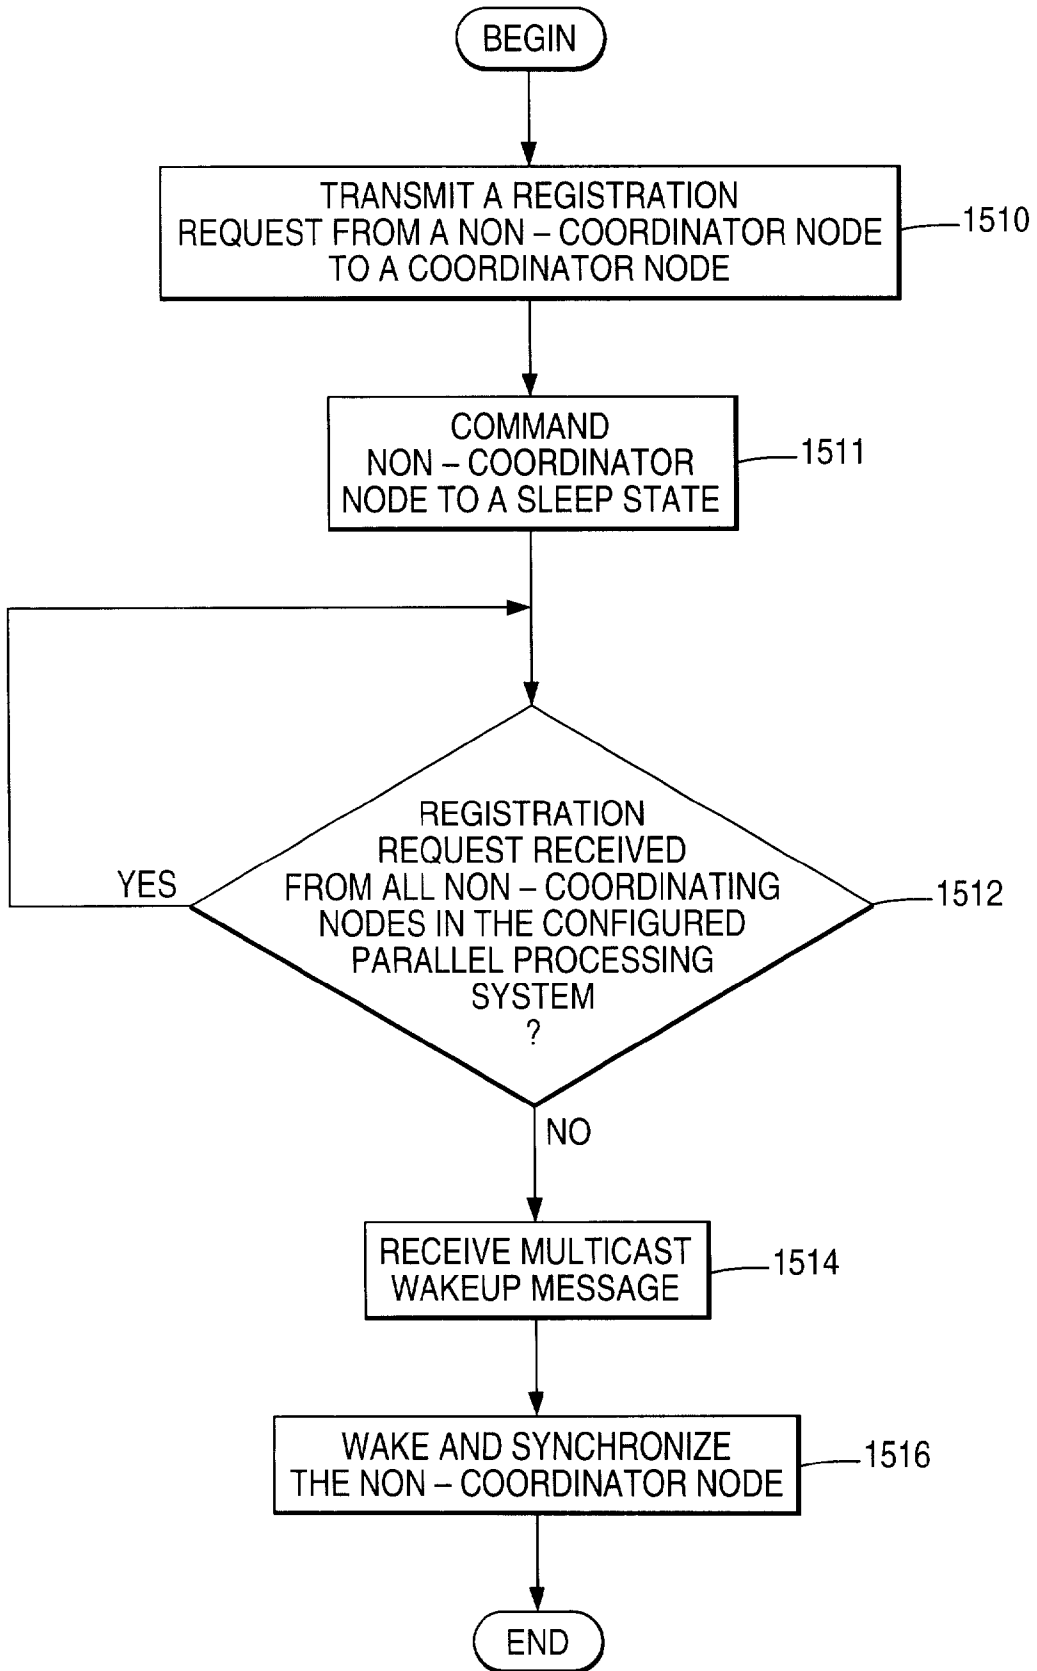 BEGIN
TRANSMIT A REGISTRATION
REQUEST FROM A NON – COORDINATOR NODE
TO A COORDINATOR NODE
1510
COMMAND
NON – COORDINATOR
NODE TO A SLEEP STATE
1511
REGISTRATION
REQUEST RECEIVED
FROM ALL NON – COORDINATING
NODES IN THE CONFIGURED
PARALLEL PROCESSING
SYSTEM
?
YES
1512
NO
RECEIVE MULTICAST
WAKEUP MESSAGE
1514
WAKE AND SYNCHRONIZE
THE NON – COORDINATOR NODE
1516
END